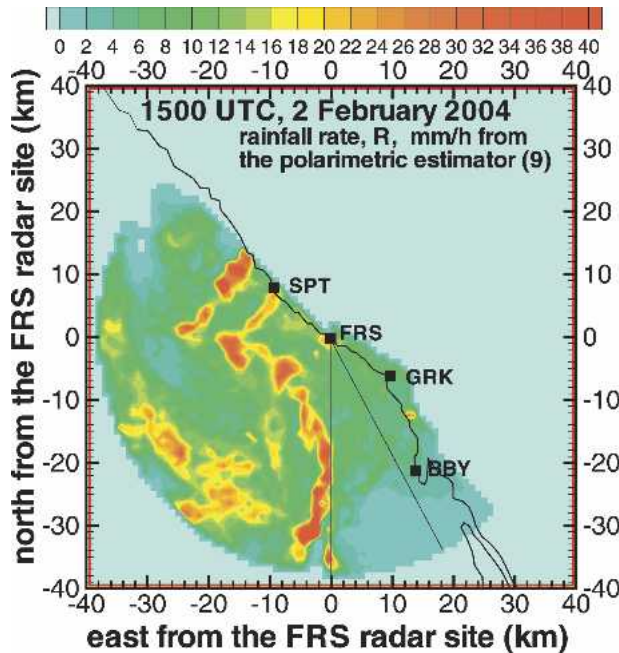 0 2 4 6 8 10 12 14 16 18 20 22 24 26 28 30 32 34 36 38 40
-40 -30 -20 -10 0 10 20 30 40
40 40
1500 UTC, 2 February 2004
rainfall rate, R, mm/h from
the polarimetric estimator (9)
30 30
20 20
10 10
SPT
FRS
0 0
GRK
-10 -10
-20 -20
BBY
-30 -30
-40 -40
-40 -30 -20 -10 0 10 20 30 40
north from the FRS radar site (km)
east from the FRS radar site (km)